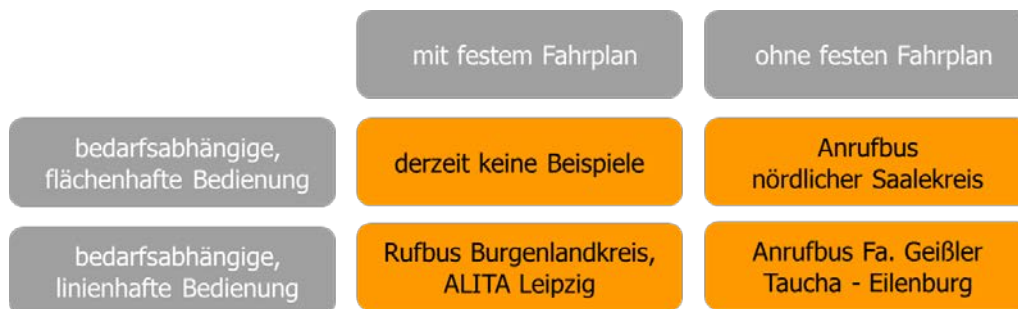 mit festem Fahrplan
ohne festen Fahrplan
bedarfsabhängige,
flächenhafte Bedienung
derzeit keine Beispiele
Anrufbus
nördlicher Saalekreis
bedarfsabhängige,
linienhafte Bedienung
Rufbus Burgenlandkreis,
ALITA Leipzig
Anrufbus Fa. Geißler
Taucha - Eilenburg